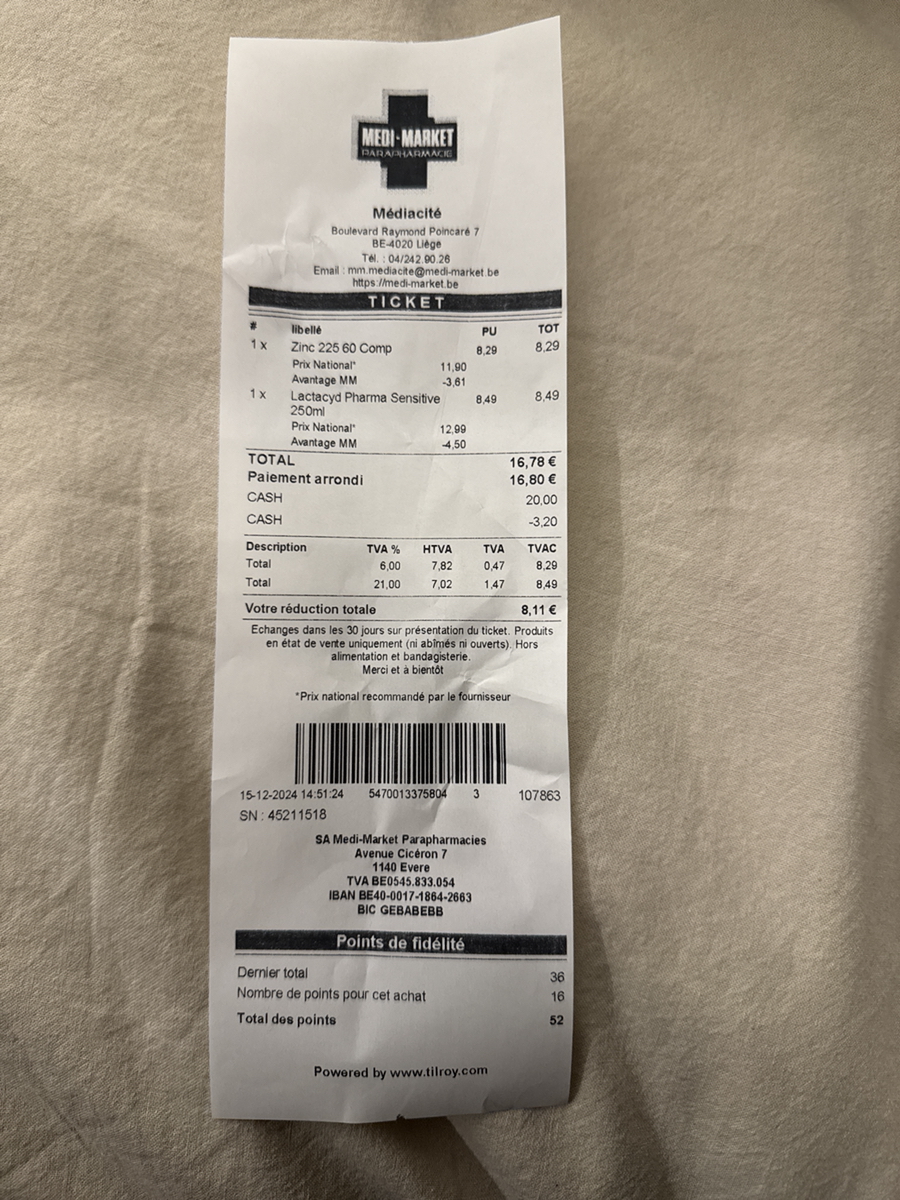 MEDI-MARKET
PARAPHARMACIE
Médiacité
Boulevard Raymond Poincaré 7
BE-4020 Liège
Tél. : 04/242.90.26
Email : mm.mediacite@medi-market.be
https://medi-market.be
TICKET
# libellé PU TOT
1 x Zinc 225 60 Comp 8,29 8,29
Prix National* 11,90
Avantage MM -3,61
1 x Lactacyd Pharma Sensitive 8,49 8,49
250ml
Prix National* 12,99
Avantage MM -4,50
TOTAL 16,78 €
Paiement arrondi 16,80 €
CASH 20,00
CASH -3,20
Description TVA % HTVA TVA TVAC
Total 6,00 7,82 0,47 8,29
Total 21,00 7,02 1,47 8,49
Votre réduction totale 8,11 €
Echanges dans les 30 jours sur présentation du ticket. Produits
en état de vente uniquement (ni abîmés ni ouverts). Hors
alimentation et bandagisterie.
Merci et à bientôt
*Prix national recommandé par le fournisseur
15-12-2024 14:51:24 5470013375804 3 107863
SN : 45211518
SA Medi-Market Parapharmacies
Avenue Cicéron 7
1140 Evere
TVA BE0545.833.054
IBAN BE40-0017-1864-2663
BIC GEBABEBB
Points de fidélité
Dernier total 36
Nombre de points pour cet achat 16
Total des points 52
Powered by www.tilroy.com